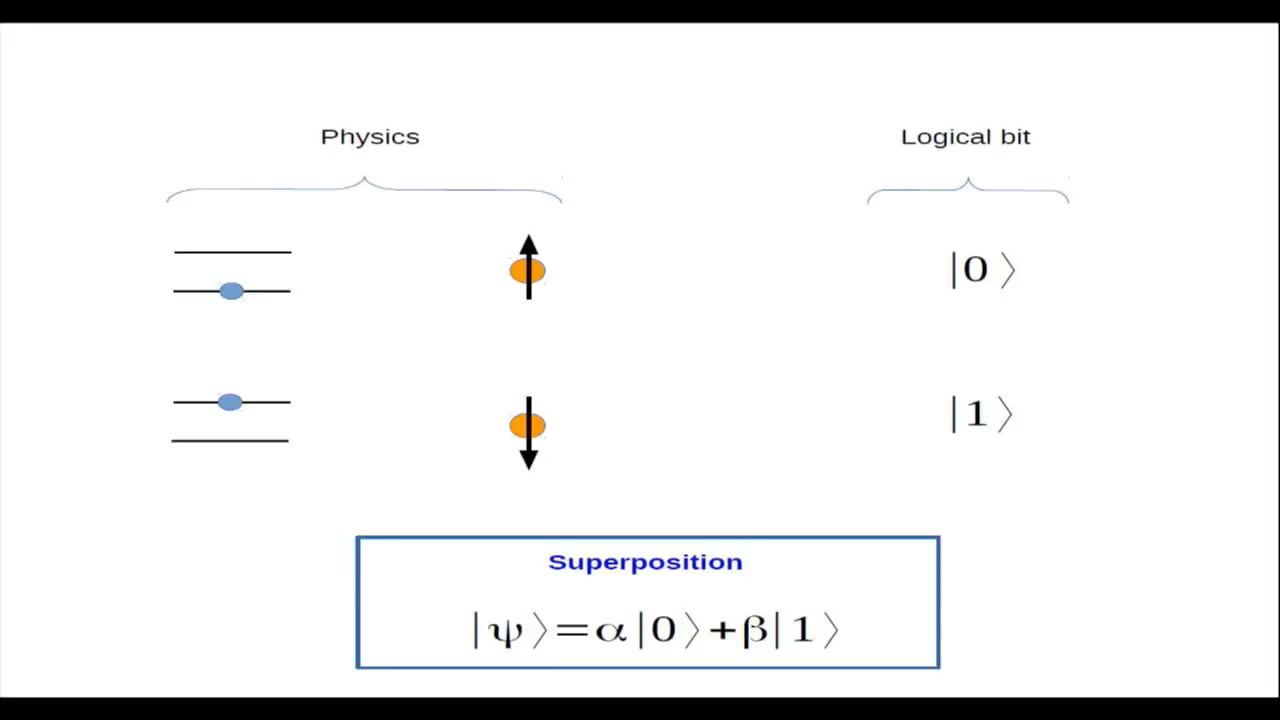 Physics
Logical bit
|0⟩
|1⟩
Superposition
|ψ⟩=α|0⟩+β|1⟩